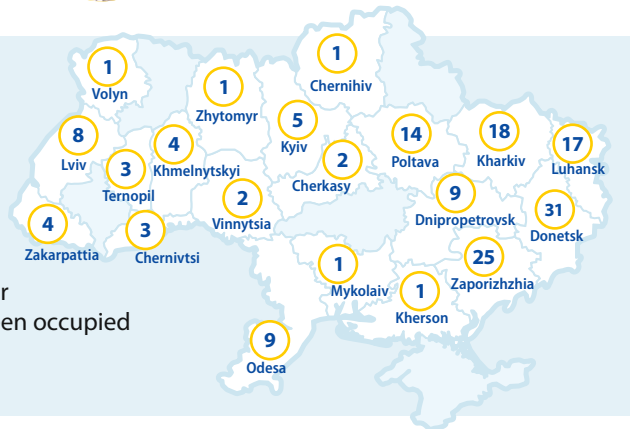 1
Chernihiv
1
Volyn
1
Zhytomyr
5
Kyiv
8
Lviv
4
Khmelnytskyi
3
Ternopil
2
Cherkasy
14
Poltava
18
Kharkiv
17
Luhansk
2
Vinnytsia
9
Dnipropetrovsk
31
Donetsk
4
Zakarpattia
3
Chernivtsi
1
Mykolaiv
25
Zaporizhzhia
1
Kherson
r
en occupied
9
Odesa